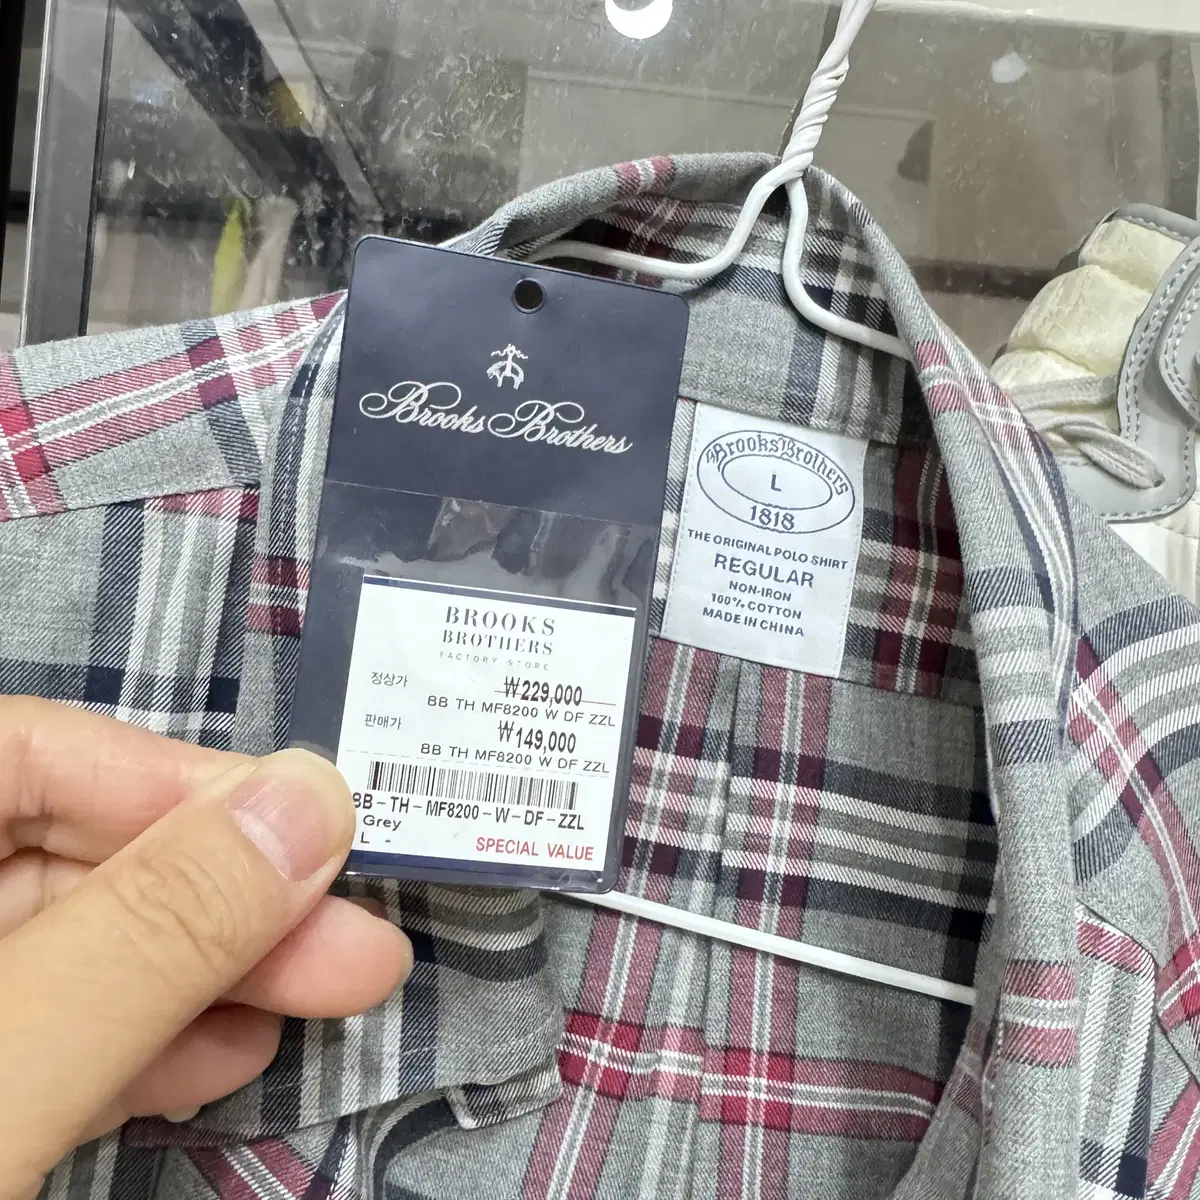 Brooks Brothers
BROOKS
BROTHERS
FACTORY STORE
정상가
₩229,000
BB TH MF8200 W DF ZZL
판매가
₩149,000
BB TH MF8200 W DF ZZL
BB-TH-MF8200-W-DF-ZZL
Grey
L -
SPECIAL VALUE
Brooks Brothers
L
1818
THE ORIGINAL POLO SHIRT
REGULAR
NON-IRON
100% COTTON
MADE IN CHINA